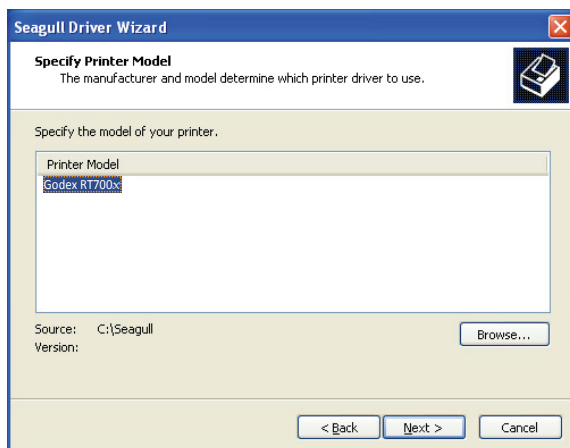 Seagull Driver Wizard
Specify Printer Model
The manufacturer and model determine which printer driver to use.
Specify the model of your printer.
Printer Model
Godex RT700x
Source: C:\Seagull
Version:
Browse...
< Back Next > Cancel